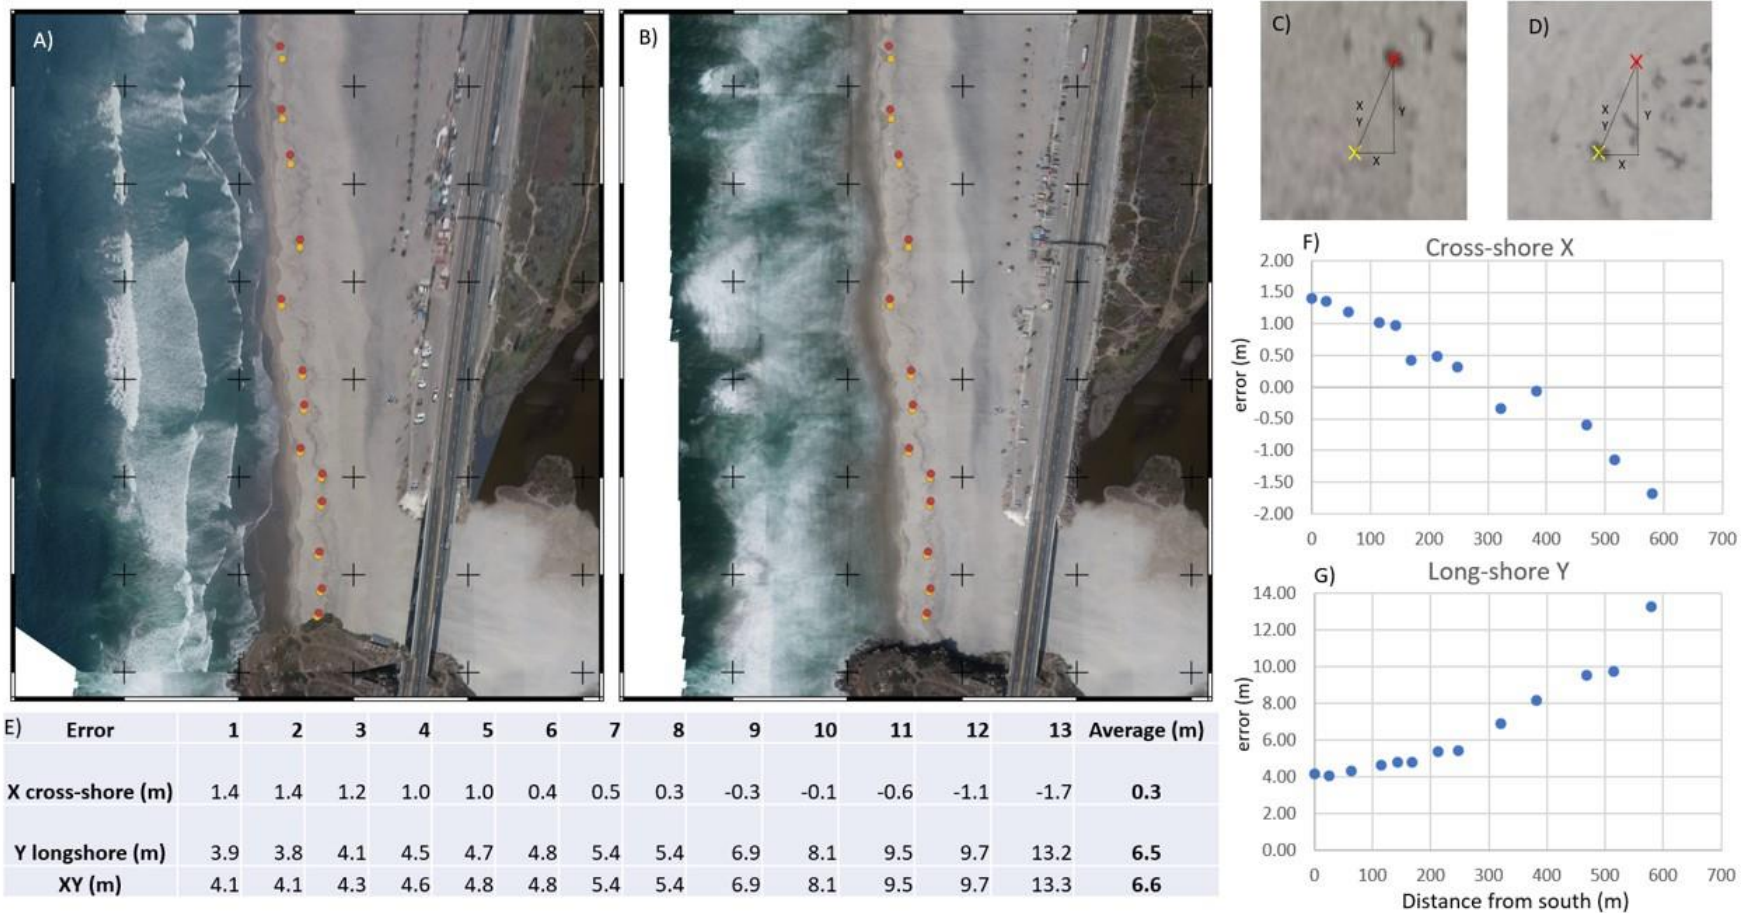 A)
B)
C)
D)
X
Y
Y
X
X
Y
Y
X
E) Error 1 2 3 4 5 6 7 8 9 10 11 12 13 Average (m)
X cross-shore (m) 1.4 1.4 1.2 1.0 1.0 0.4 0.5 0.3 -0.3 -0.1 -0.6 -1.1 -1.7 0.3
Y longshore (m) 3.9 3.8 4.1 4.5 4.7 4.8 5.4 5.4 6.9 8.1 9.5 9.7 13.2 6.5
XY (m) 4.1 4.1 4.3 4.6 4.8 4.8 5.4 5.4 6.9 8.1 9.5 9.7 13.3 6.6
F) Cross-shore X
error (m)
2.00
1.50
1.00
0.50
0.00
-0.50
-1.00
-1.50
-2.00
0 100 200 300 400 500 600 700
G) Long-shore Y
error (m)
14.00
12.00
10.00
8.00
6.00
4.00
2.00
0.00
0 100 200 300 400 500 600 700
Distance from south (m)